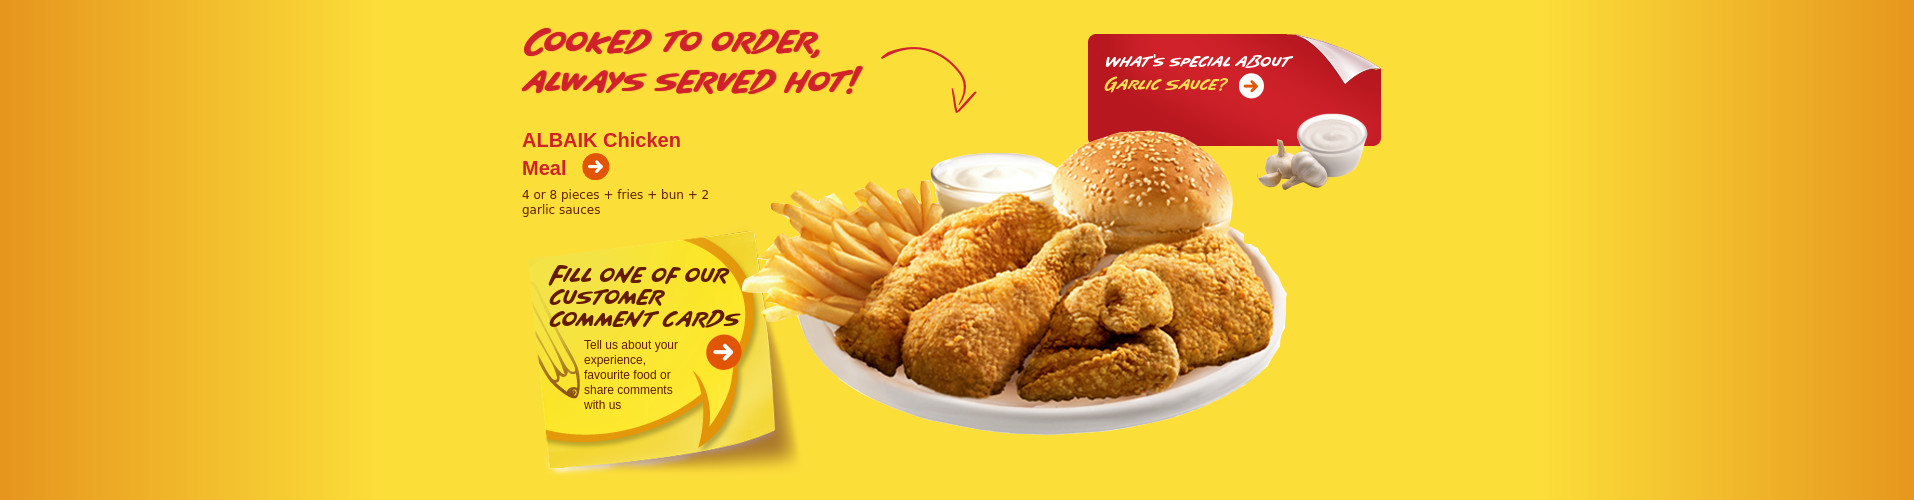 COOKED TO ORDER,
ALWAYS SERVED HOT!
WHAT'S SPECIAL ABOUT
GARLIC SAUCE?
ALBAIK Chicken
Meal
4 or 8 pieces + fries + bun + 2
garlic sauces
FILL ONE OF OUR
CUSTOMER
COMMENT CARDS
Tell us about your
experience,
favourite food or
share comments
with us